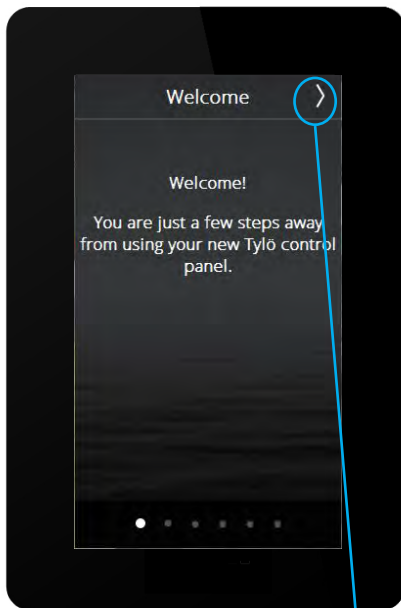 Welcome
Welcome!
You are just a few steps away
from using your new Tylö control
panel.